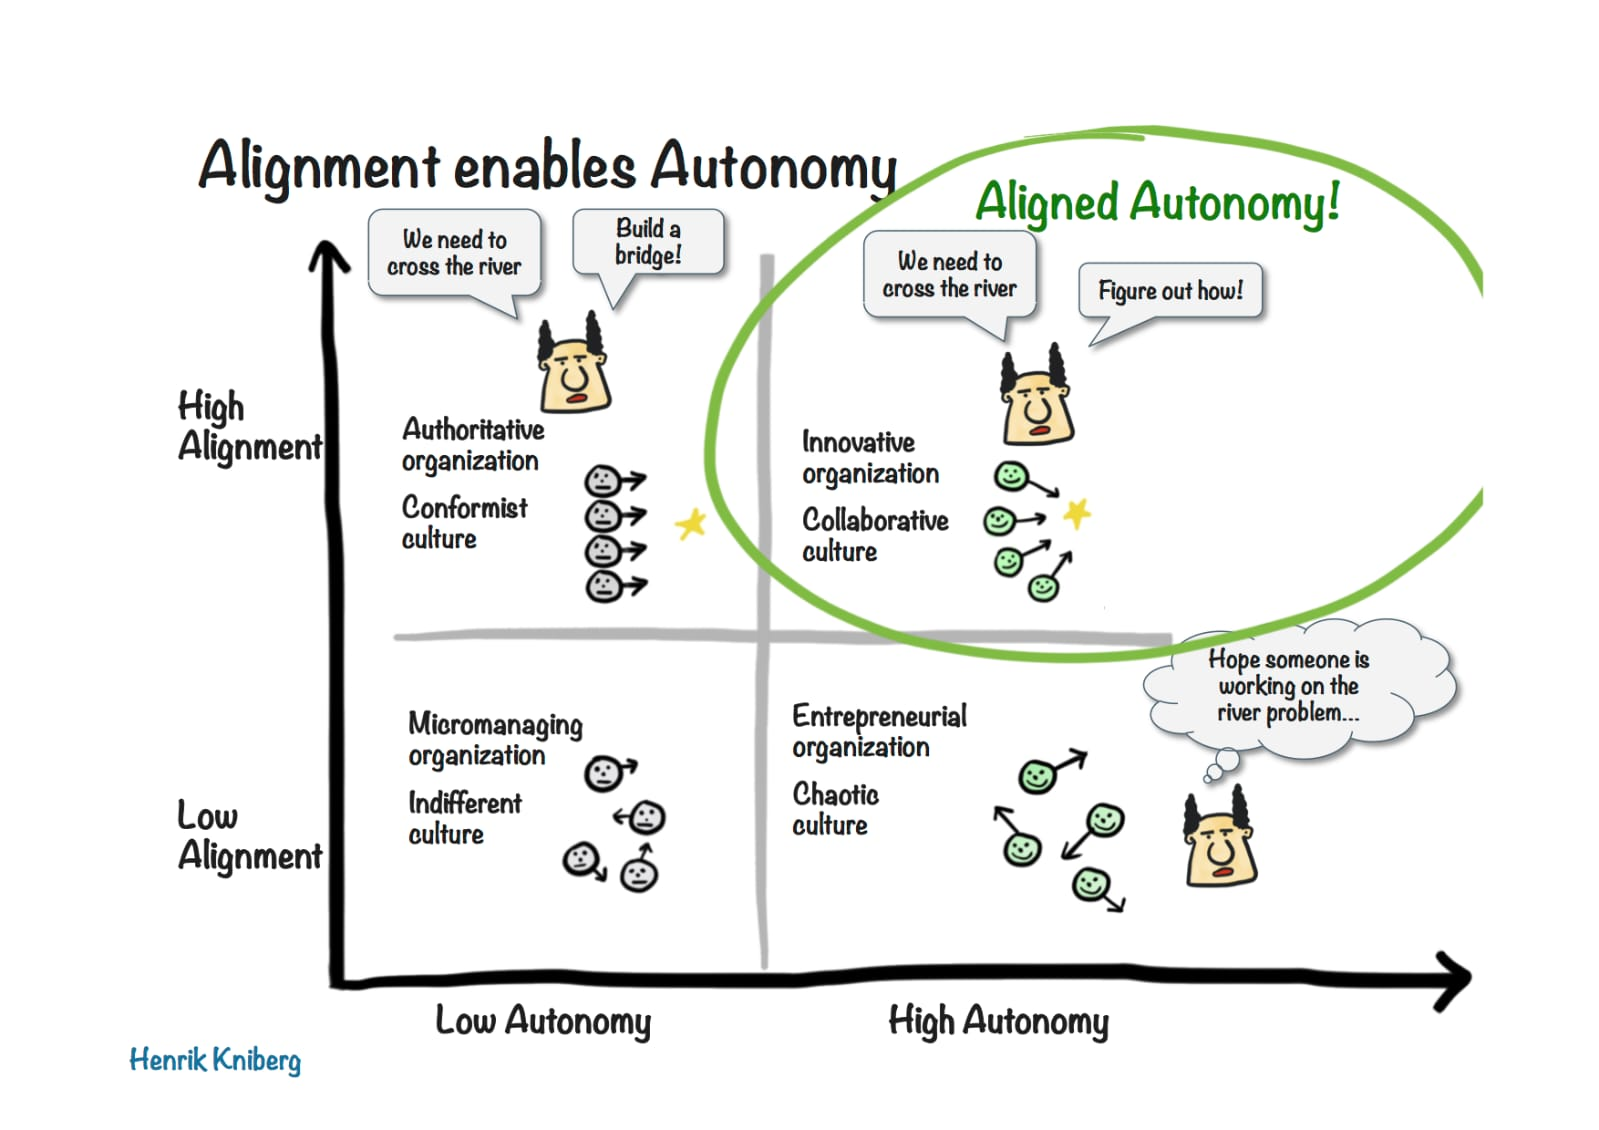 Alignment enables Autonomy
Aligned Autonomy!
We need to
cross the river
Build a
bridge!
We need to
cross the river
Figure out how!
High
Alignment
Authoritative
organization
Conformist
culture
Innovative
organization
Collaborative
culture
Hope someone is
working on the
river problem...
Low
Alignment
Micromanaging
organization
Indifferent
culture
Entrepreneurial
organization
Chaotic
culture
Low Autonomy
High Autonomy
Henrik Kniberg